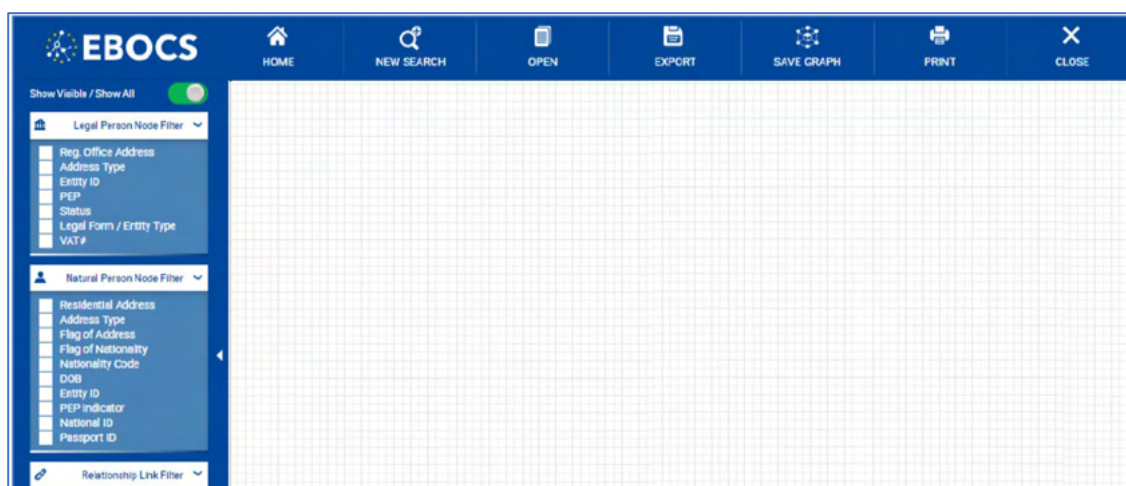 EBOCS
HOME
NEW SEARCH
OPEN
EXPORT
SAVE GRAPH
PRINT
CLOSE
Show Visible / Show All
Legal Person Node Filter
Reg. Office Address
Address Type
Entity ID
PEP
Status
Legal Form / Entity Type
VAT#
Natural Person Node Filter
Residential Address
Address Type
Flag of Address
Flag of Nationality
Nationality Code
DOB
Entity ID
PEP Indicator
National ID
Passport ID
Relationship Link Filter